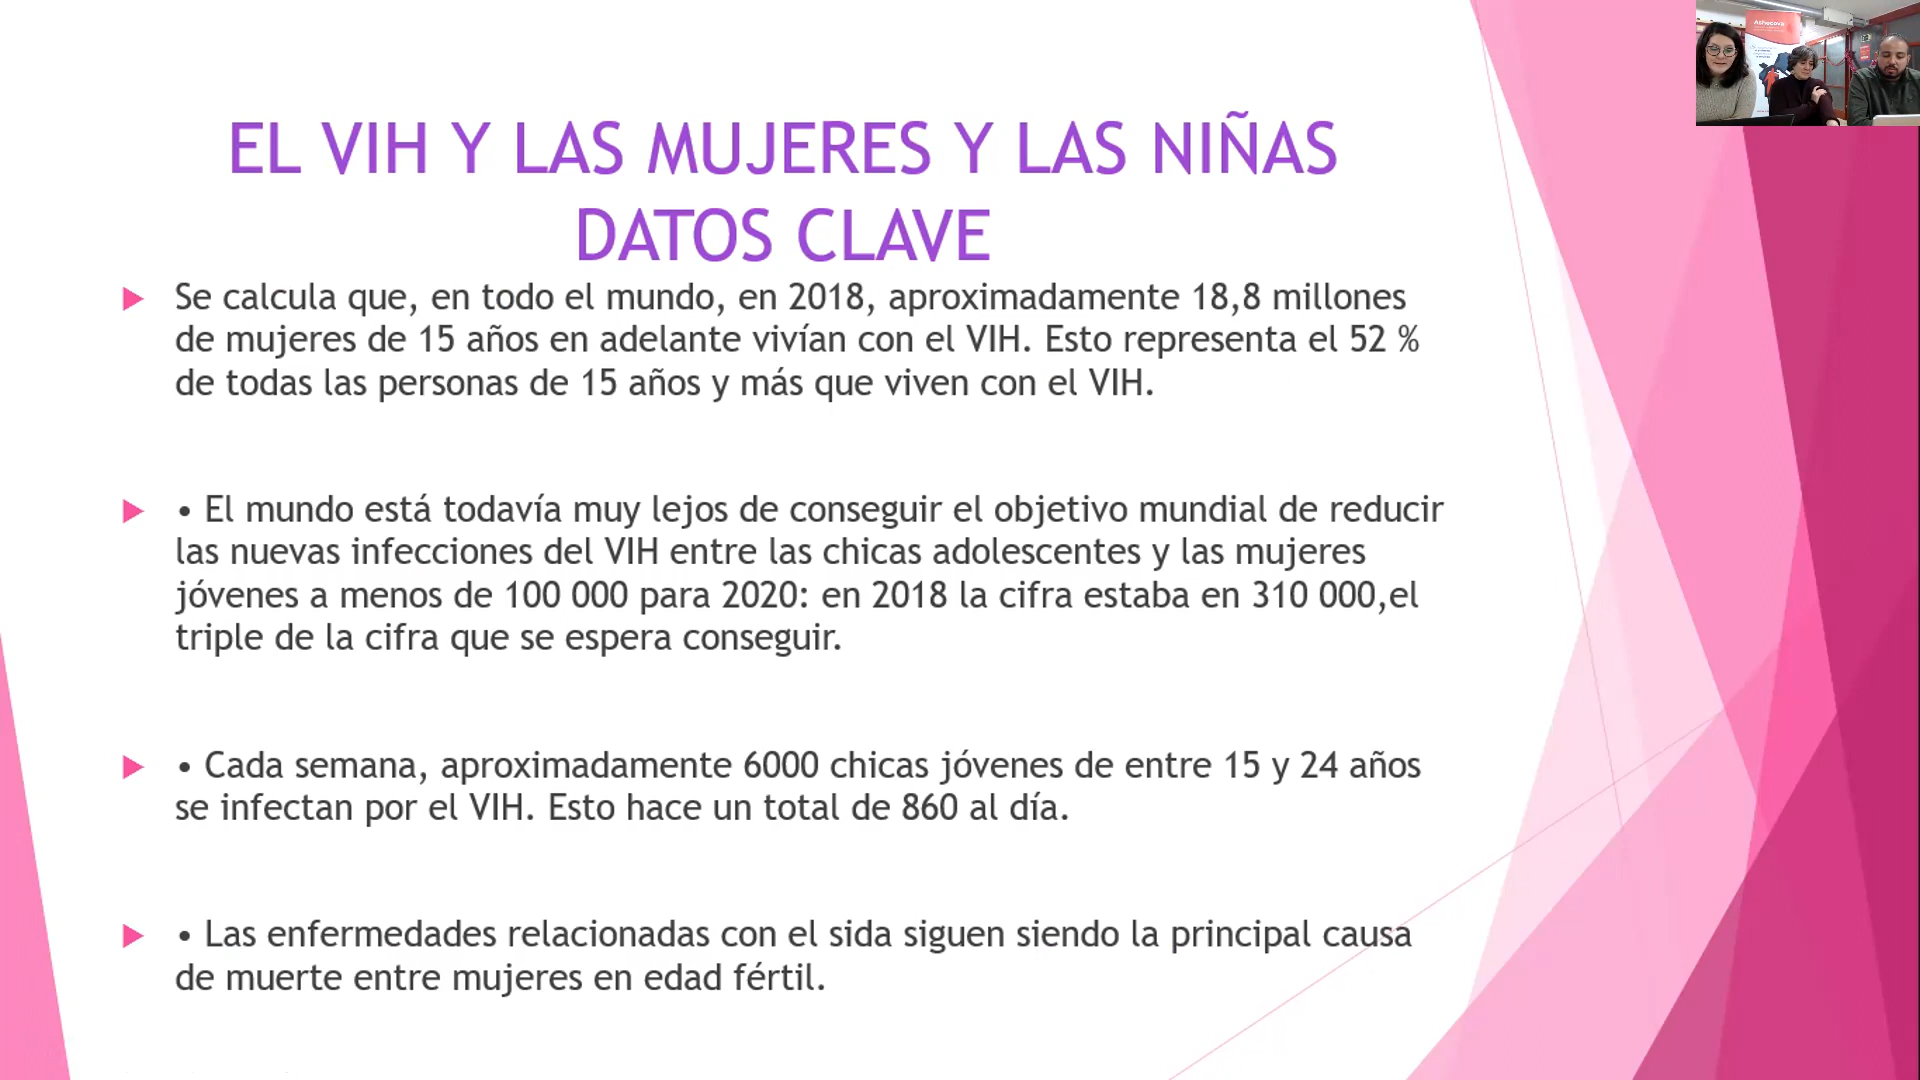 EL VIH Y LAS MUJERES Y LAS NIÑAS
DATOS CLAVE
Se calcula que, en todo el mundo, en 2018, aproximadamente 18,8 millones
de mujeres de 15 años en adelante vivían con el VIH. Esto representa el 52 %
de todas las personas de 15 años y más que viven con el VIH.
• El mundo está todavía muy lejos de conseguir el objetivo mundial de reducir
las nuevas infecciones del VIH entre las chicas adolescentes y las mujeres
jóvenes a menos de 100 000 para 2020: en 2018 la cifra estaba en 310 000,el
triple de la cifra que se espera conseguir.
• Cada semana, aproximadamente 6000 chicas jóvenes de entre 15 y 24 años
se infectan por el VIH. Esto hace un total de 860 al día.
• Las enfermedades relacionadas con el sida siguen siendo la principal causa
de muerte entre mujeres en edad fértil.